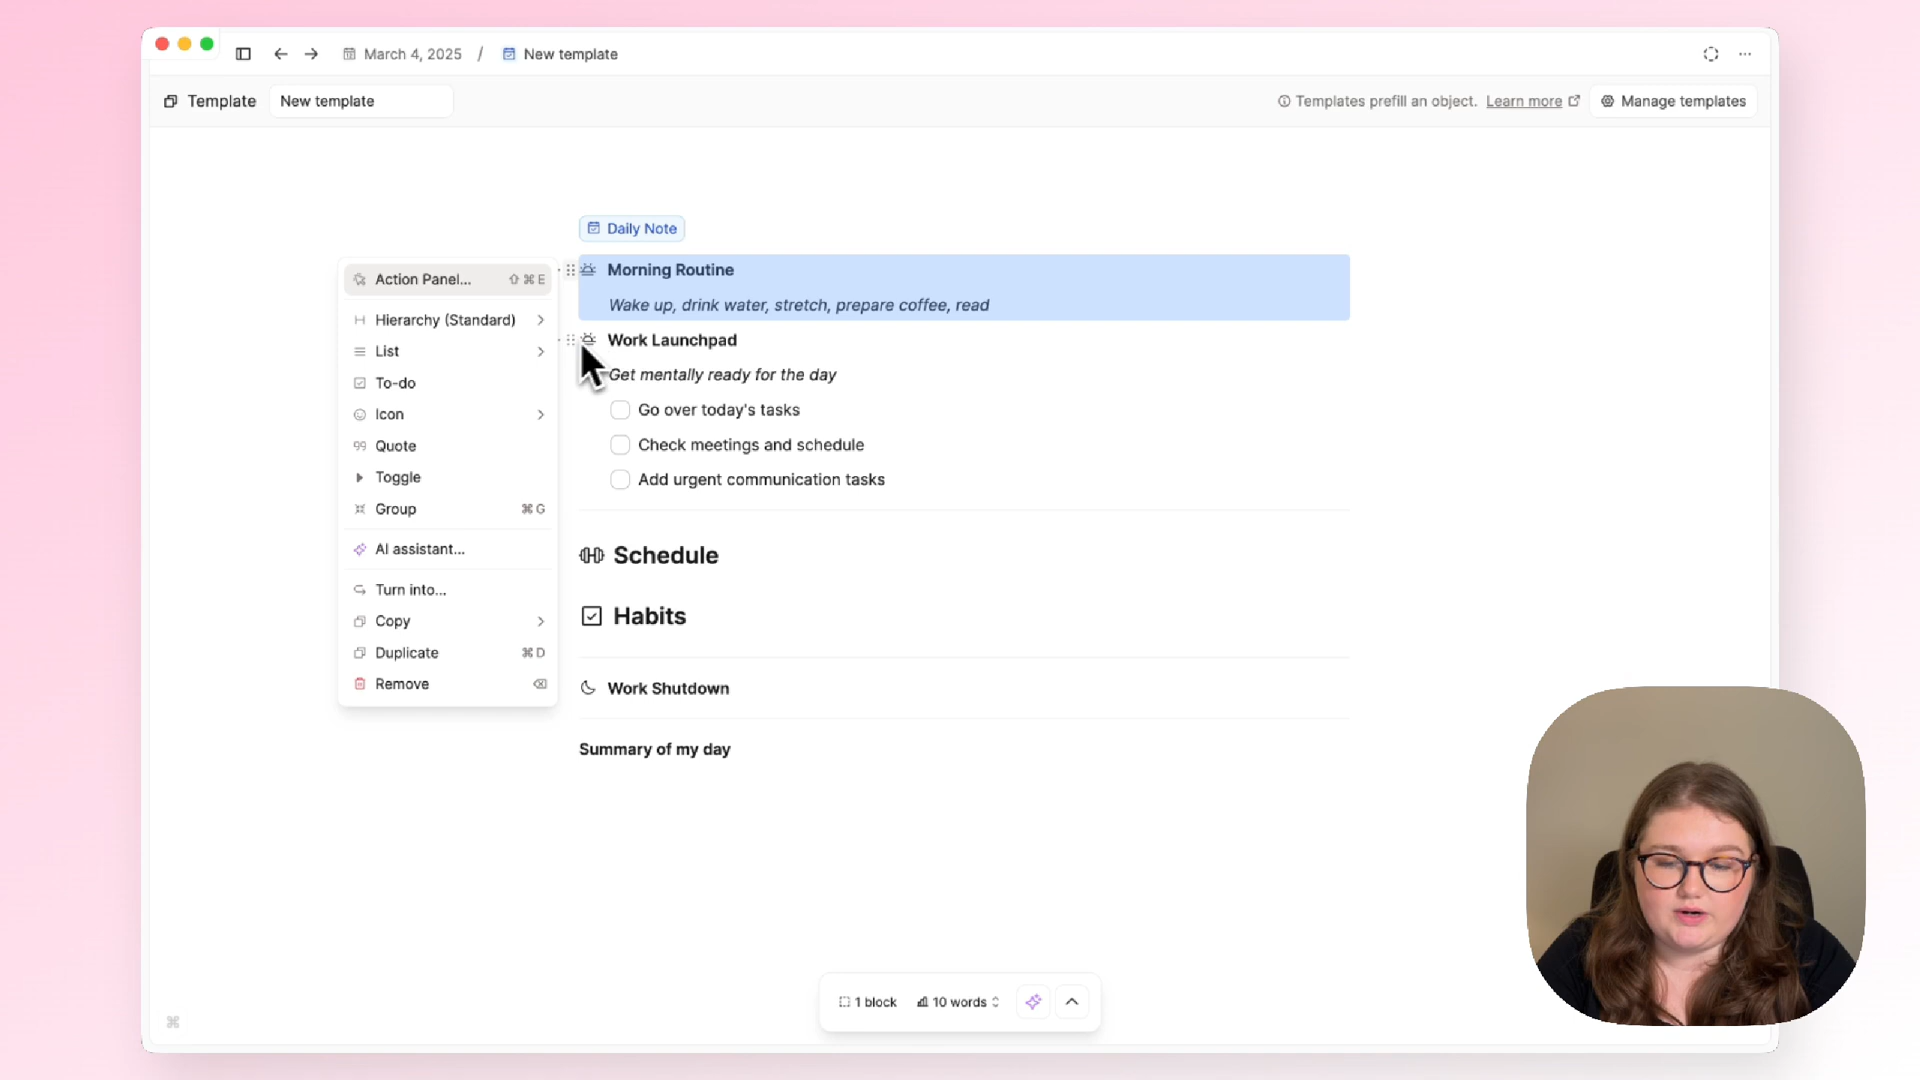 March 4, 2025 / New template
Template New template
Templates prefill an object. Learn more Manage templates
Daily Note
Action Panel... ⇧ ⌘ E
Hierarchy (Standard)
List
To-do
Icon
Quote
Toggle
Group ⌘ G
AI assistant...
Turn into...
Copy
Duplicate ⌘ D
Remove
Morning Routine
Wake up, drink water, stretch, prepare coffee, read
Work Launchpad
Get mentally ready for the day
Go over today's tasks
Check meetings and schedule
Add urgent communication tasks
Schedule
Habits
Work Shutdown
Summary of my day
1 block 10 words
⌘